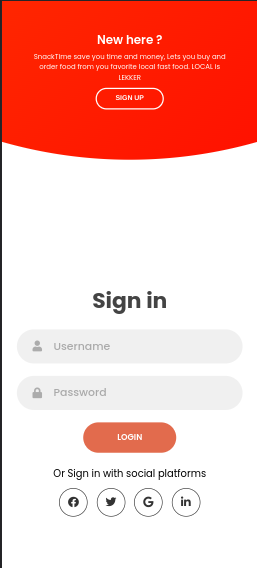 New here ?
SnackTime save you time and money, Lets you buy and
order food from you favorite local fast food. LOCAL is
LEKKER
SIGN UP
Sign in
Username
Password
LOGIN
Or Sign in with social platforms